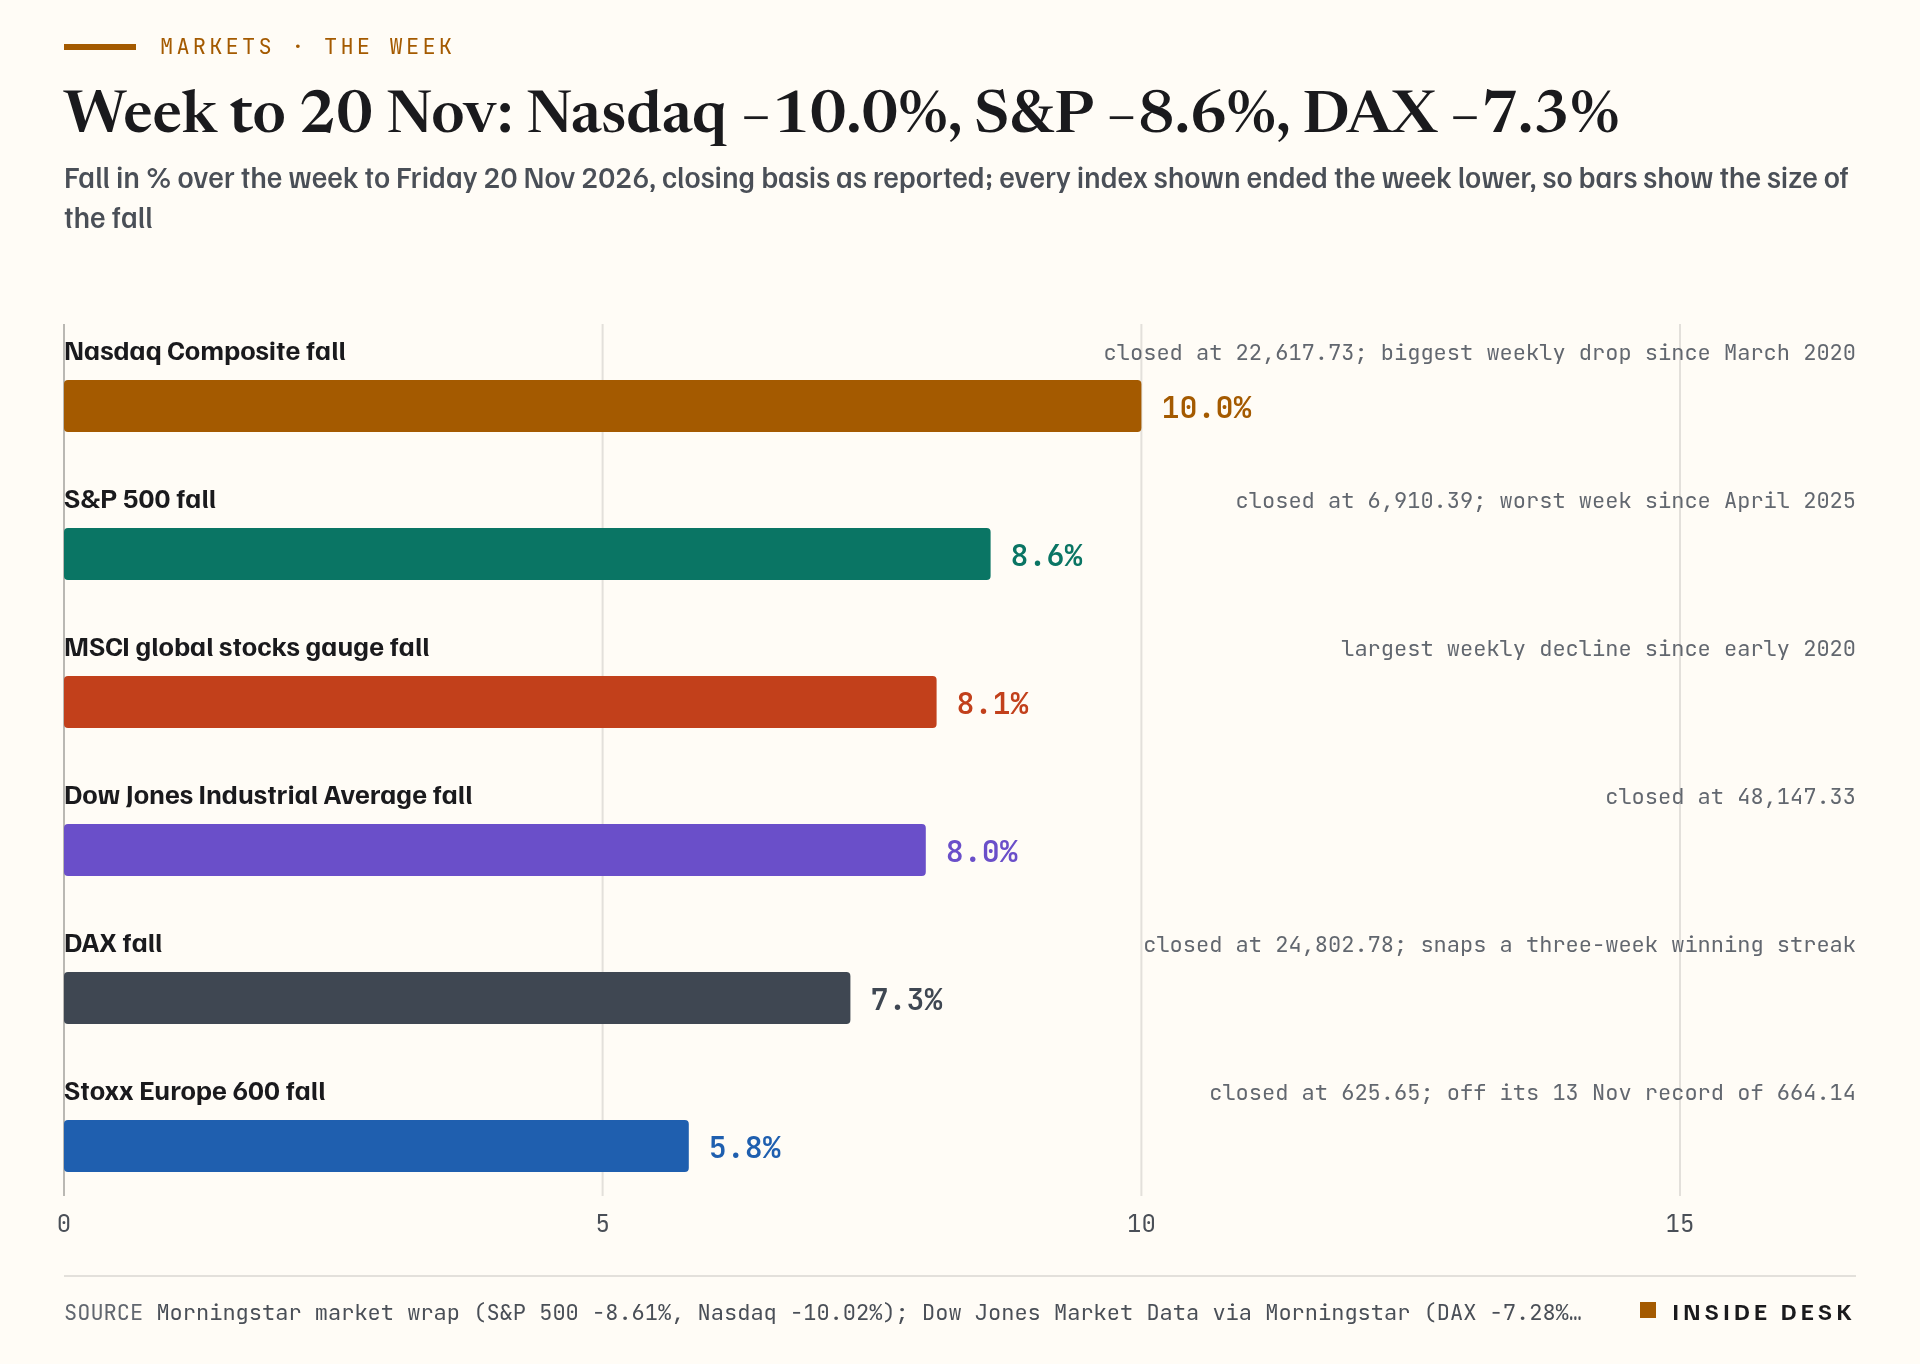 MARKETS · THE WEEK
Week to 20 Nov: Nasdaq −10.0%, S&P −8.6%, DAX −7.3%
Fall in % over the week to Friday 20 Nov 2026, closing basis as reported; every index shown ended the week lower, so bars show the size of
the fall
Nasdaq Composite fall
closed at 22,617.73; biggest weekly drop since March 2020
10.0%
S&P 500 fall
closed at 6,910.39; worst week since April 2025
8.6%
MSCI global stocks gauge fall
largest weekly decline since early 2020
8.1%
Dow Jones Industrial Average fall
closed at 48,147.33
8.0%
DAX fall
closed at 24,802.78; snaps a three-week winning streak
7.3%
Stoxx Europe 600 fall
closed at 625.65; off its 13 Nov record of 664.14
5.8%
0 5 10 15
SOURCE Morningstar market wrap (S&P 500 -8.61%, Nasdaq -10.02%); Dow Jones Market Data via Morningstar (DAX -7.28%…
INSIDE DESK